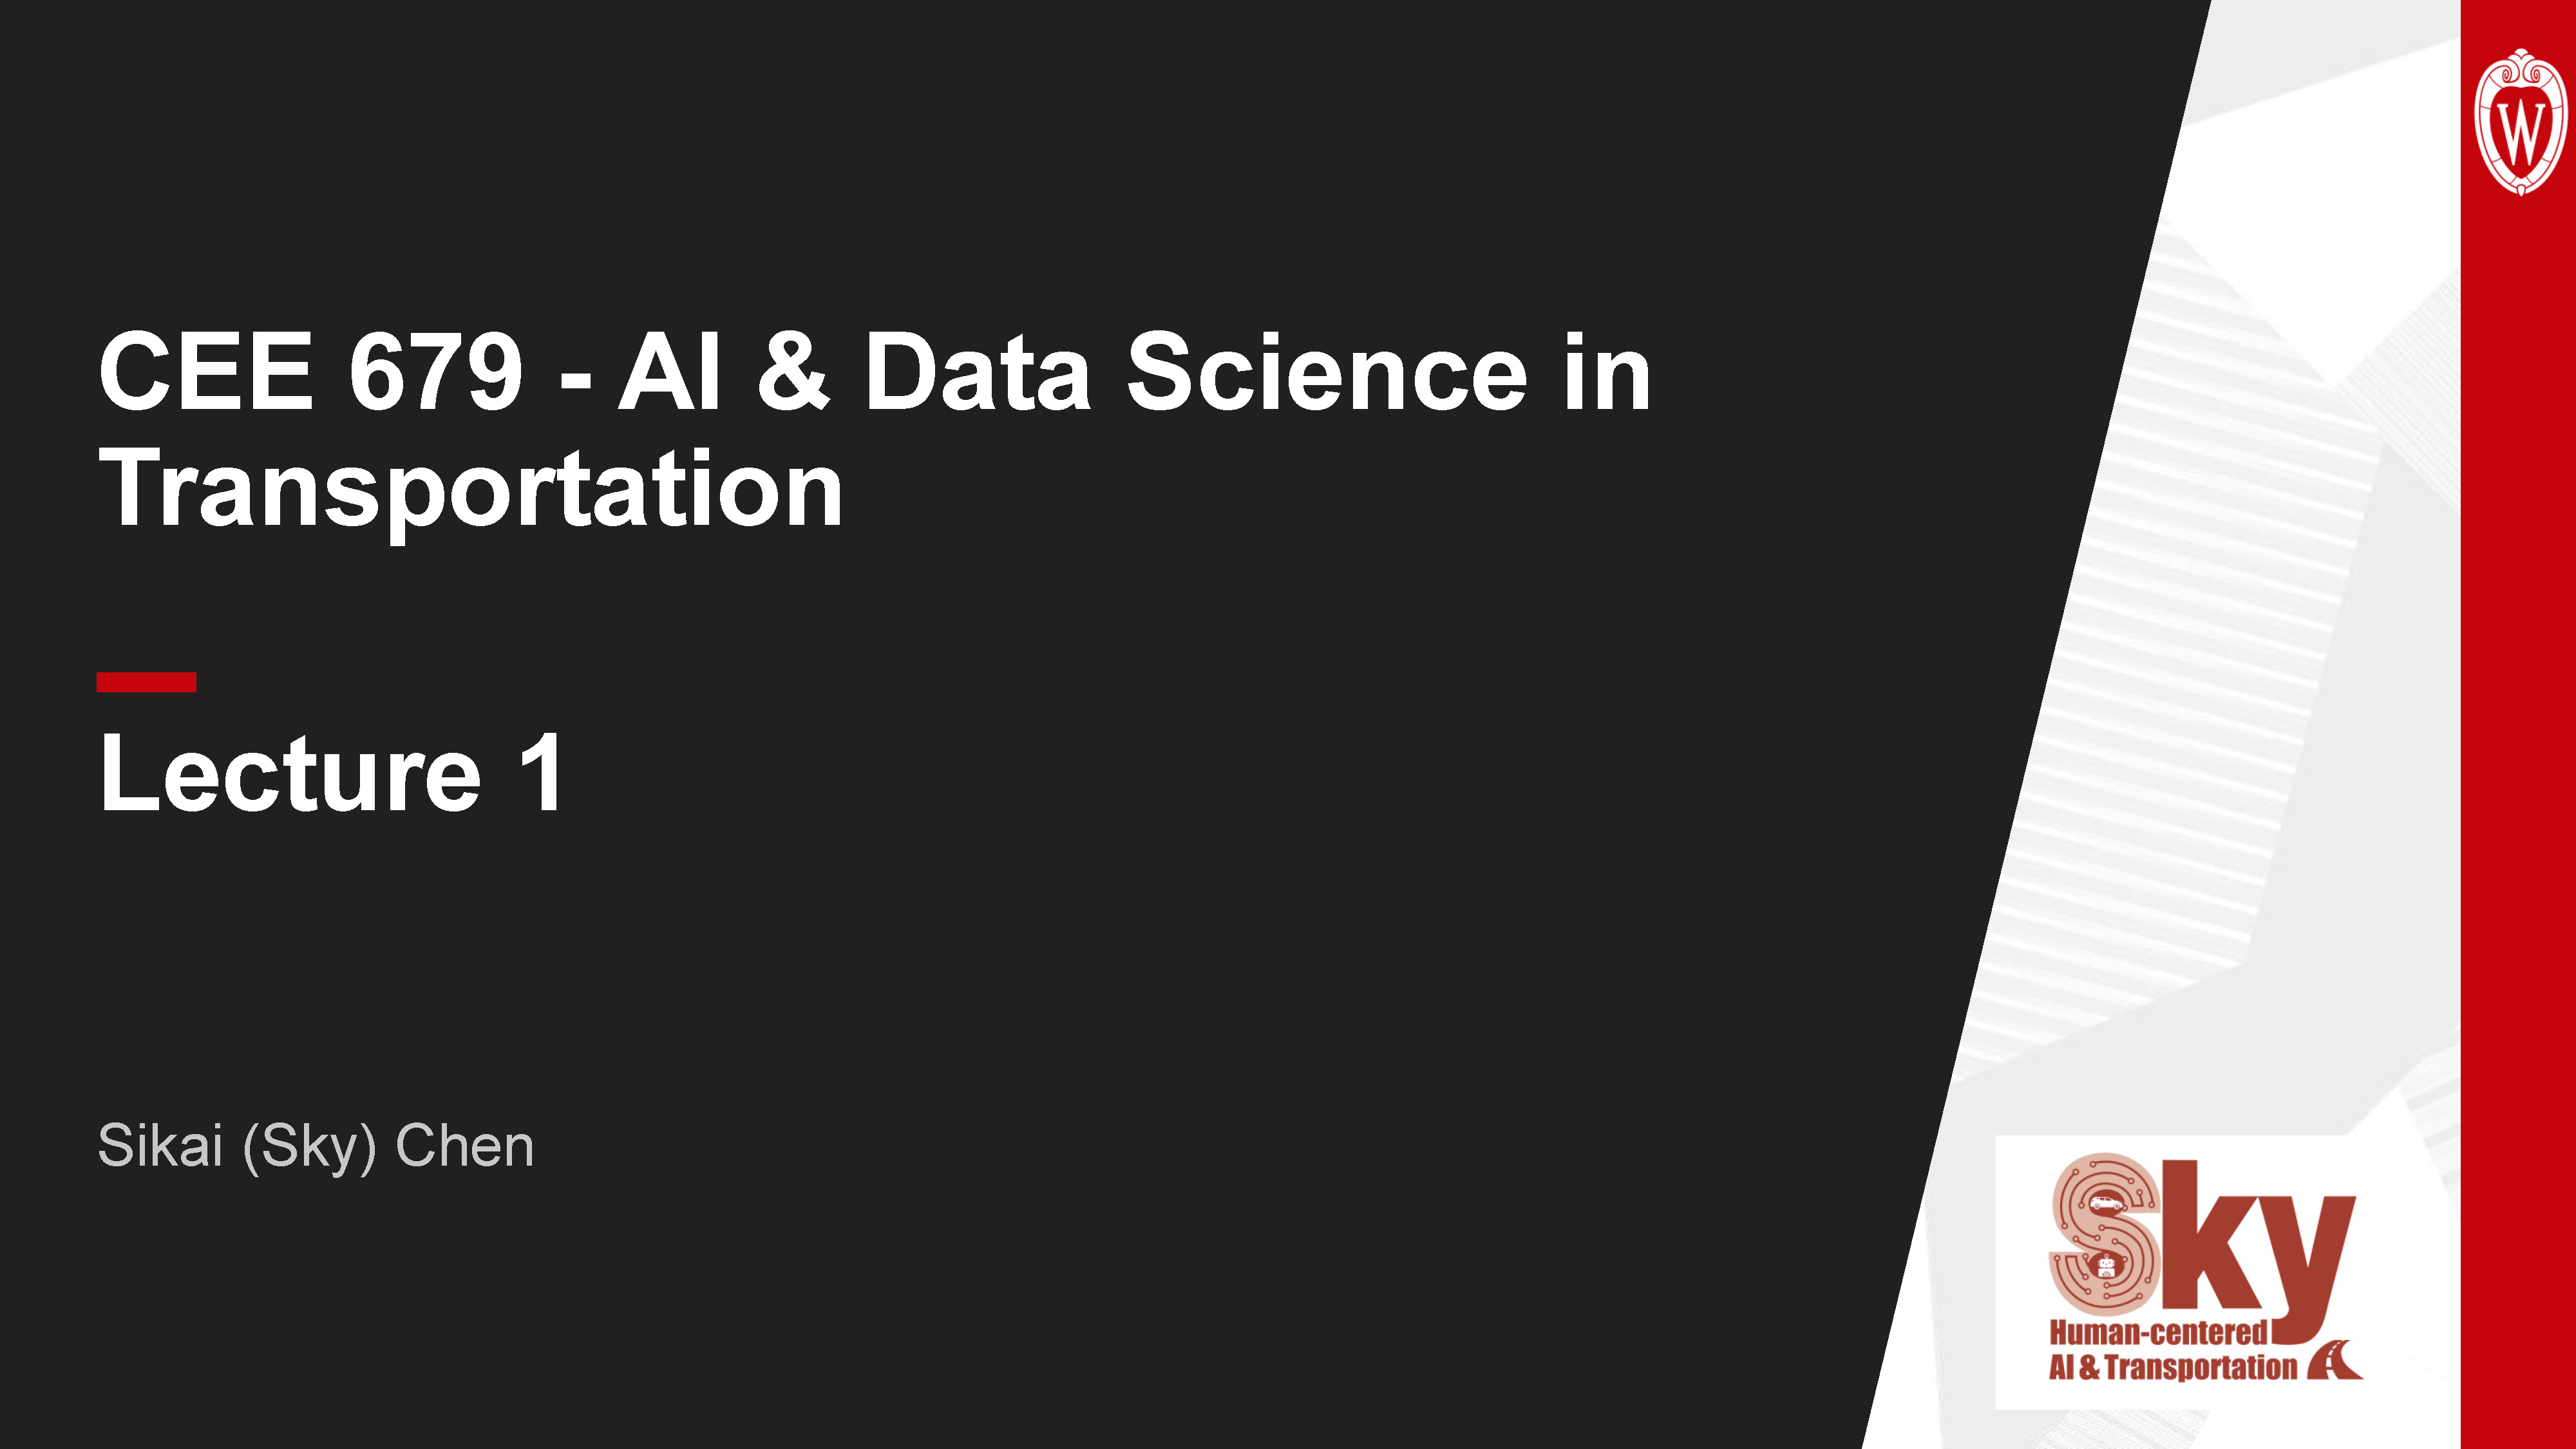 CEE 679 - AI & Data Science in
Transportation
Lecture 1
Sikai (Sky) Chen
W
Sky
Human-centered
AI & Transportation